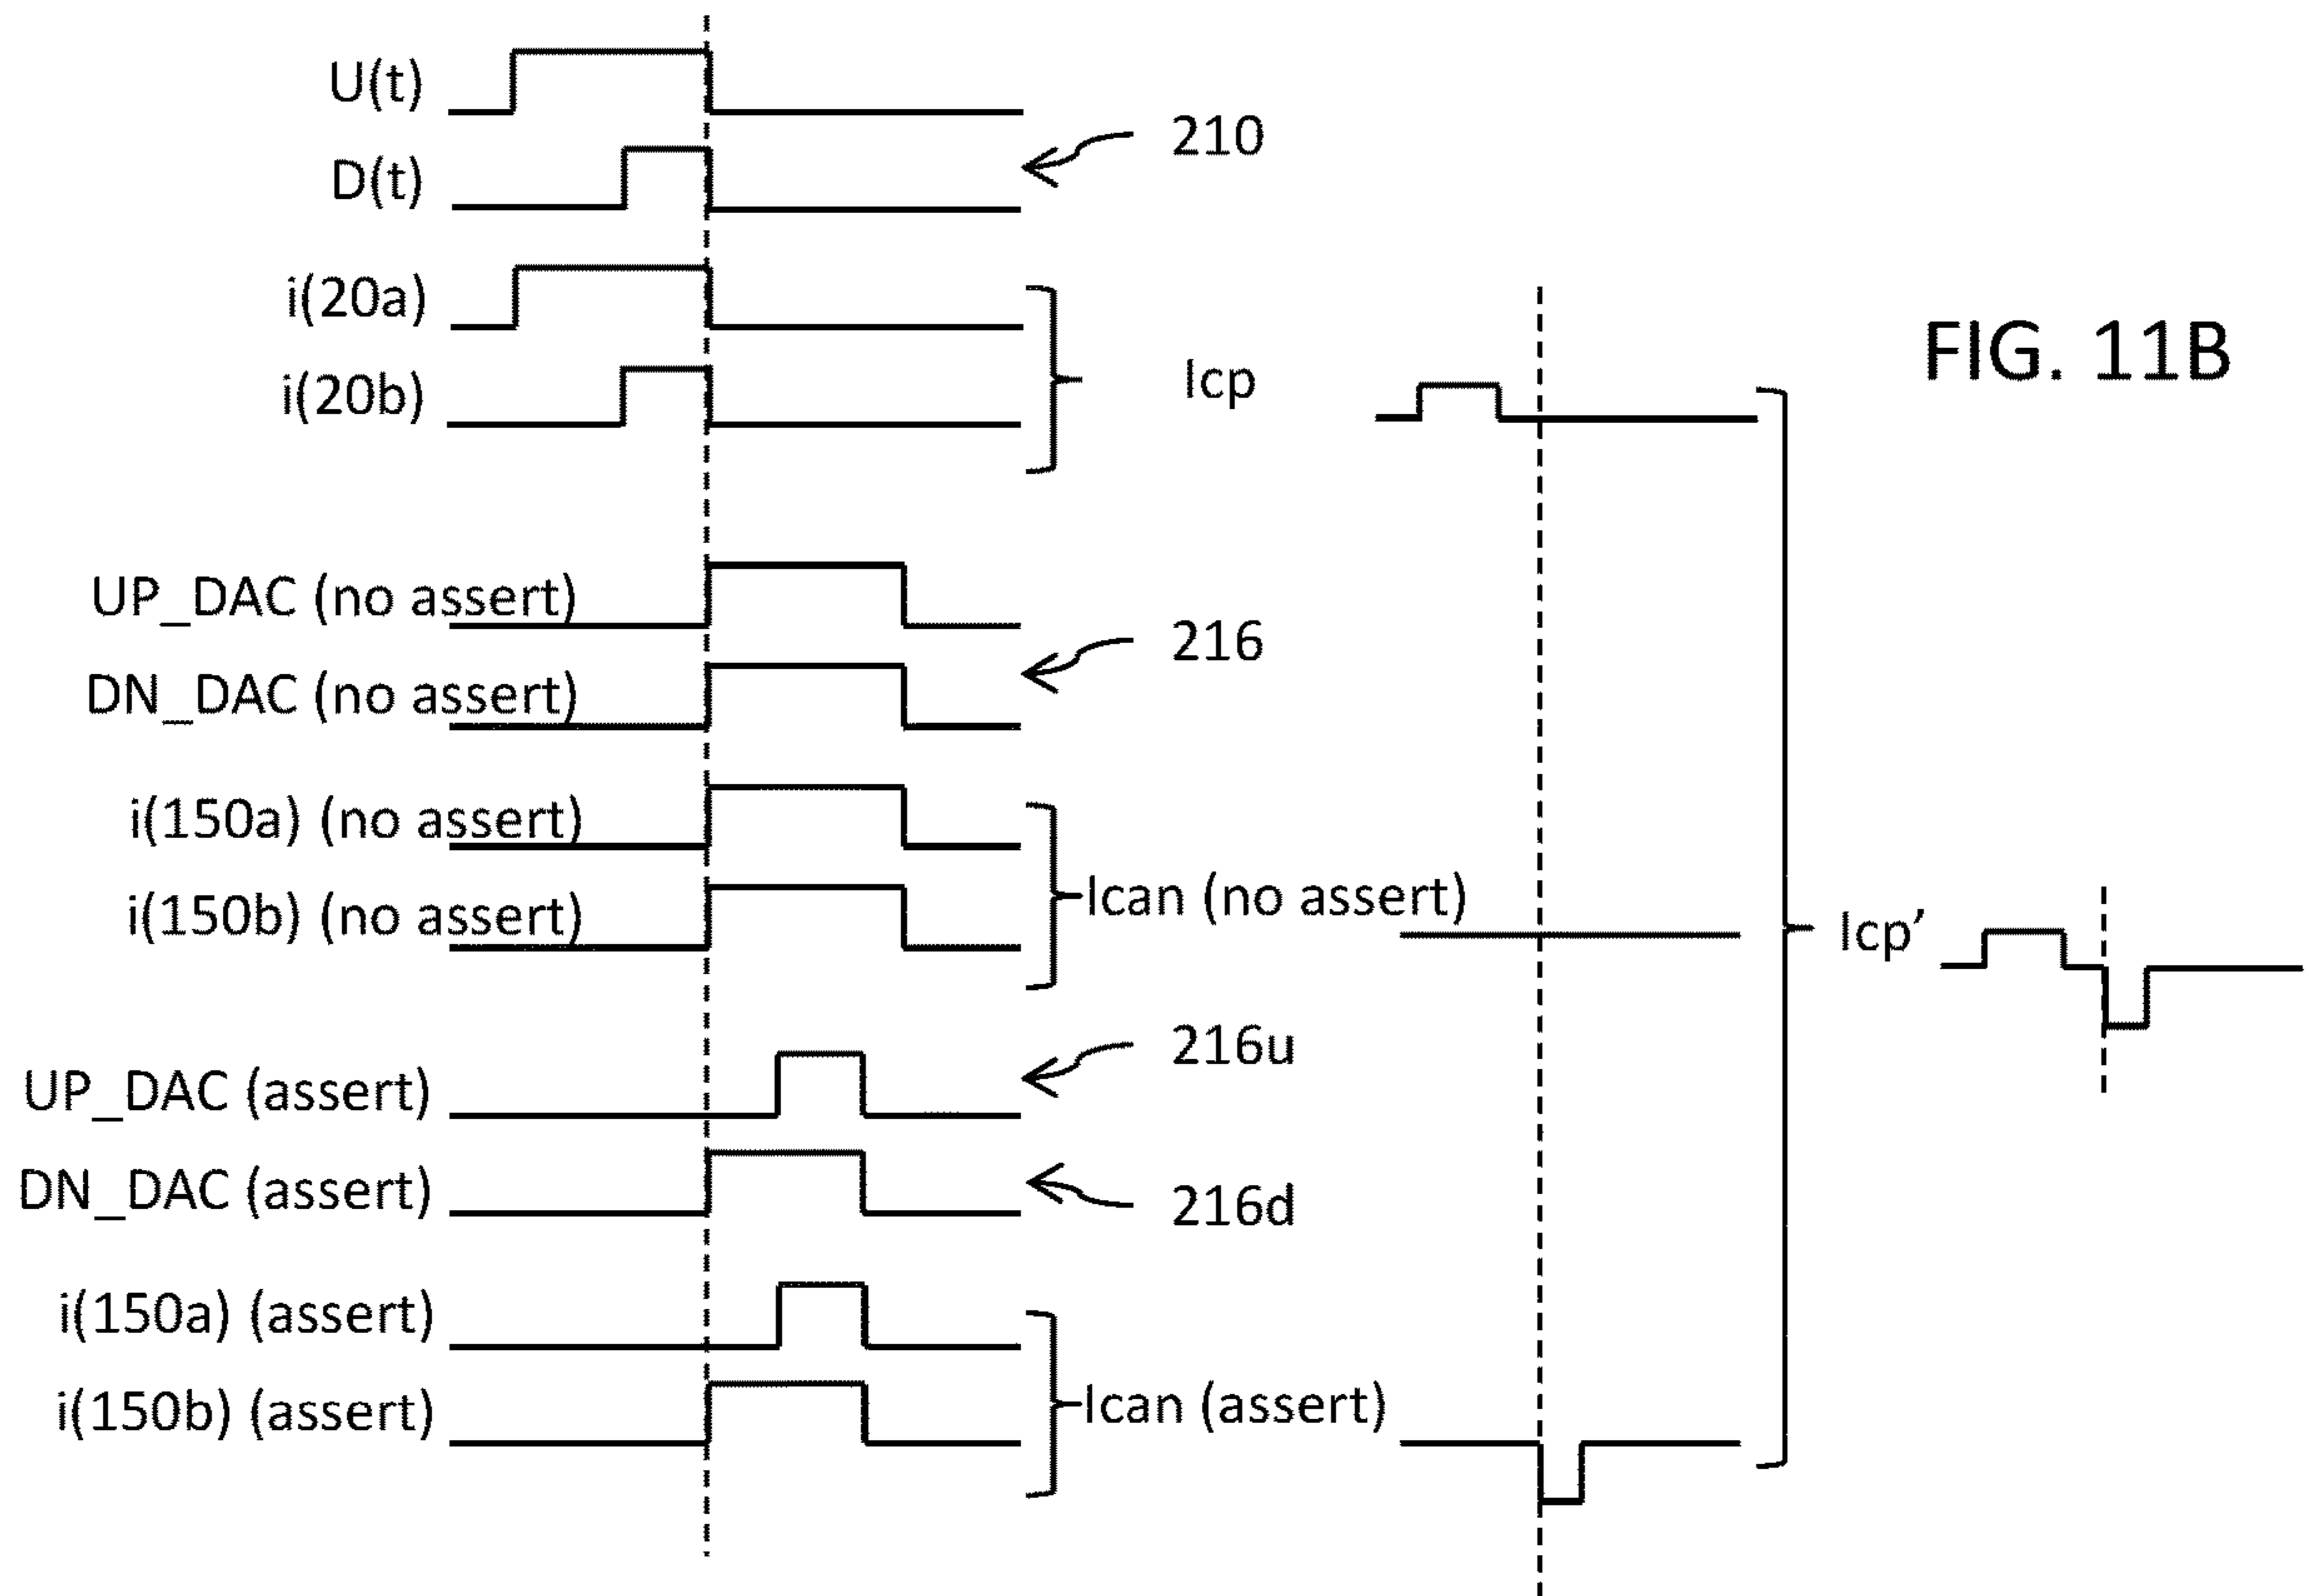 U(t)
D(t)
210
i(20a)
i(20b)
Icp
FIG. 11B
UP_DAC (no assert)
DN_DAC (no assert)
216
i(150a) (no assert)
i(150b) (no assert)
Ican (no assert)
Icp’
UP_DAC (assert)
216u
DN_DAC (assert)
216d
i(150a) (assert)
i(150b) (assert)
Ican (assert)